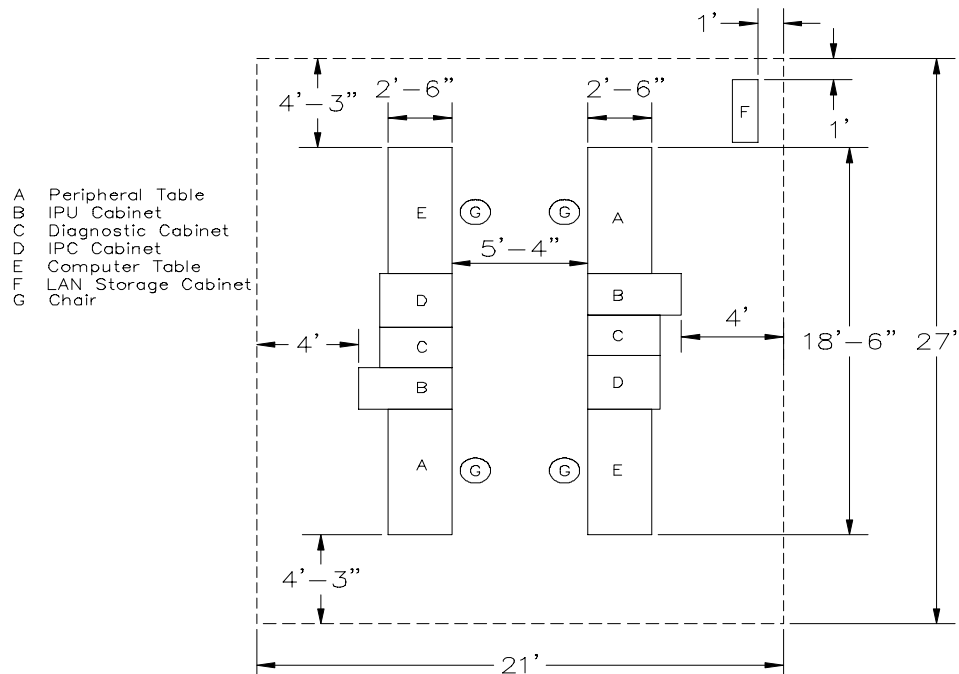 1'
4'-3"
2'-6"
2'-6"
F
1'
A Peripheral Table
B IPU Cabinet
C Diagnostic Cabinet
D IPC Cabinet
E Computer Table
F LAN Storage Cabinet
G Chair
E
G
G
A
5'-4"
D
B
4'
C
C
4'
18'-6"
27'
B
D
A
G
G
E
4'-3"
21'